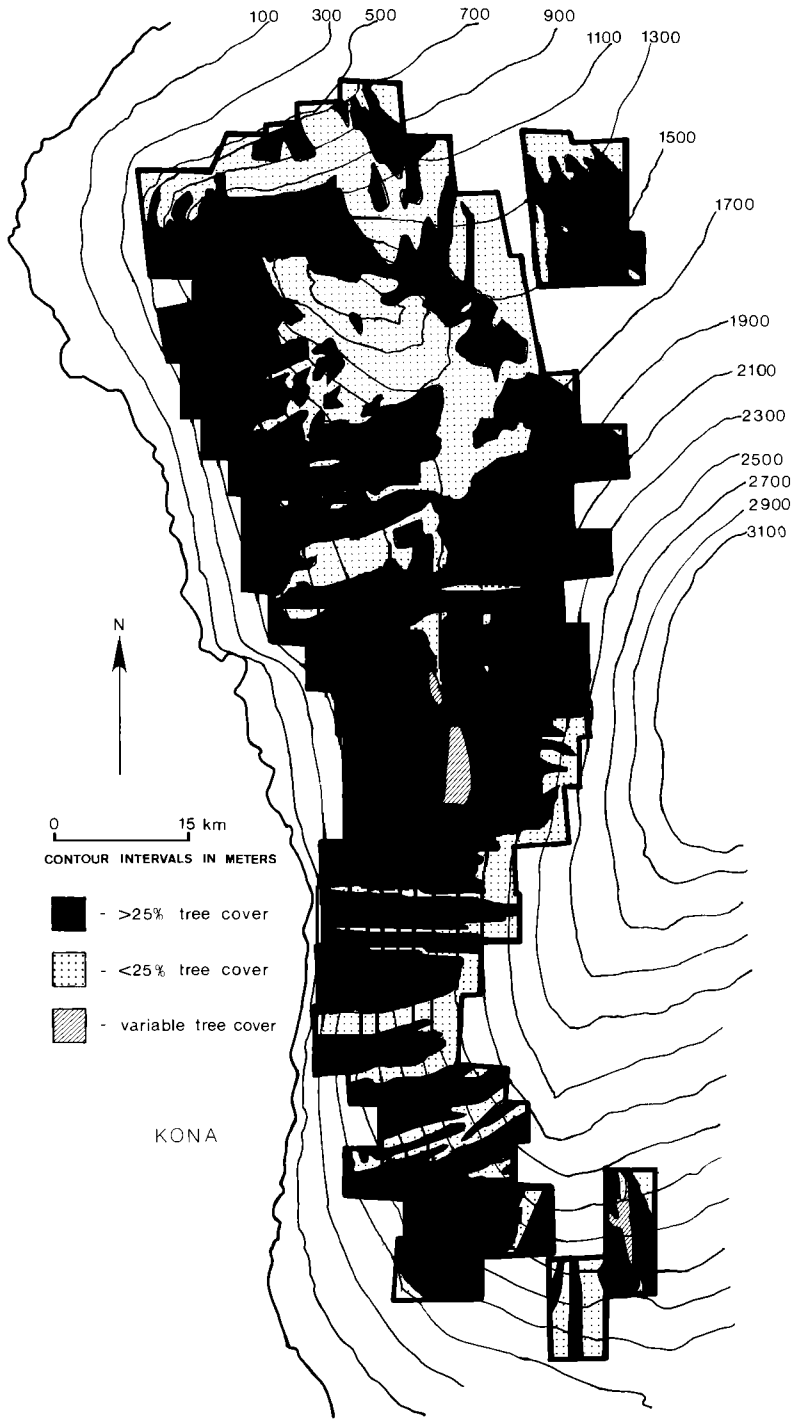 100
300
500
700
900
1100
1300
1500
1700
1900
2100
2300
2500
2700
2900
3100
N
0 15 km
CONTOUR INTERVALS IN METERS
- >25% tree cover
- <25% tree cover
- variable tree cover
KONA